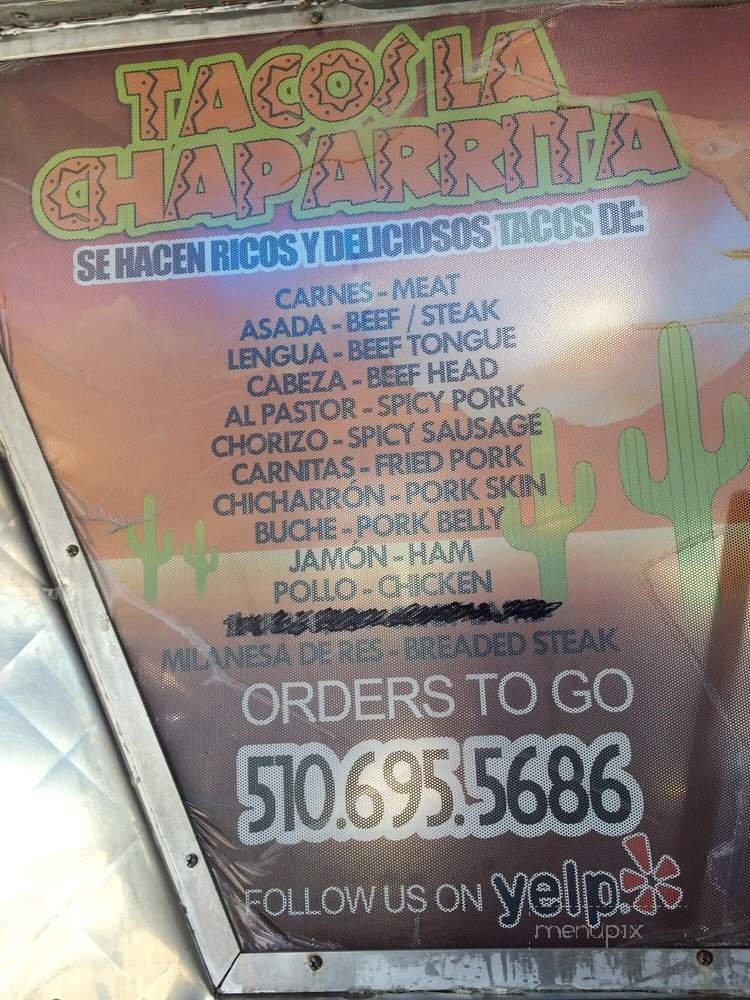 TACOS LA
CHAPARRITA
SE HACEN RICOS Y DELICIOSOS TACOS DE:
CARNES - MEAT
ASADA - BEEF / STEAK
LENGUA - BEEF TONGUE
CABEZA - BEEF HEAD
AL PASTOR - SPICY PORK
CHORIZO - SPICY SAUSAGE
CARNITAS - FRIED PORK
CHICHARRÓN - PORK SKIN
BUCHE - PORK BELLY
JAMÓN - HAM
POLLO - CHICKEN
MILANESA DE RES - BREADED STEAK
ORDERS TO GO
510.695.5686
FOLLOW US ON yelp
menupix